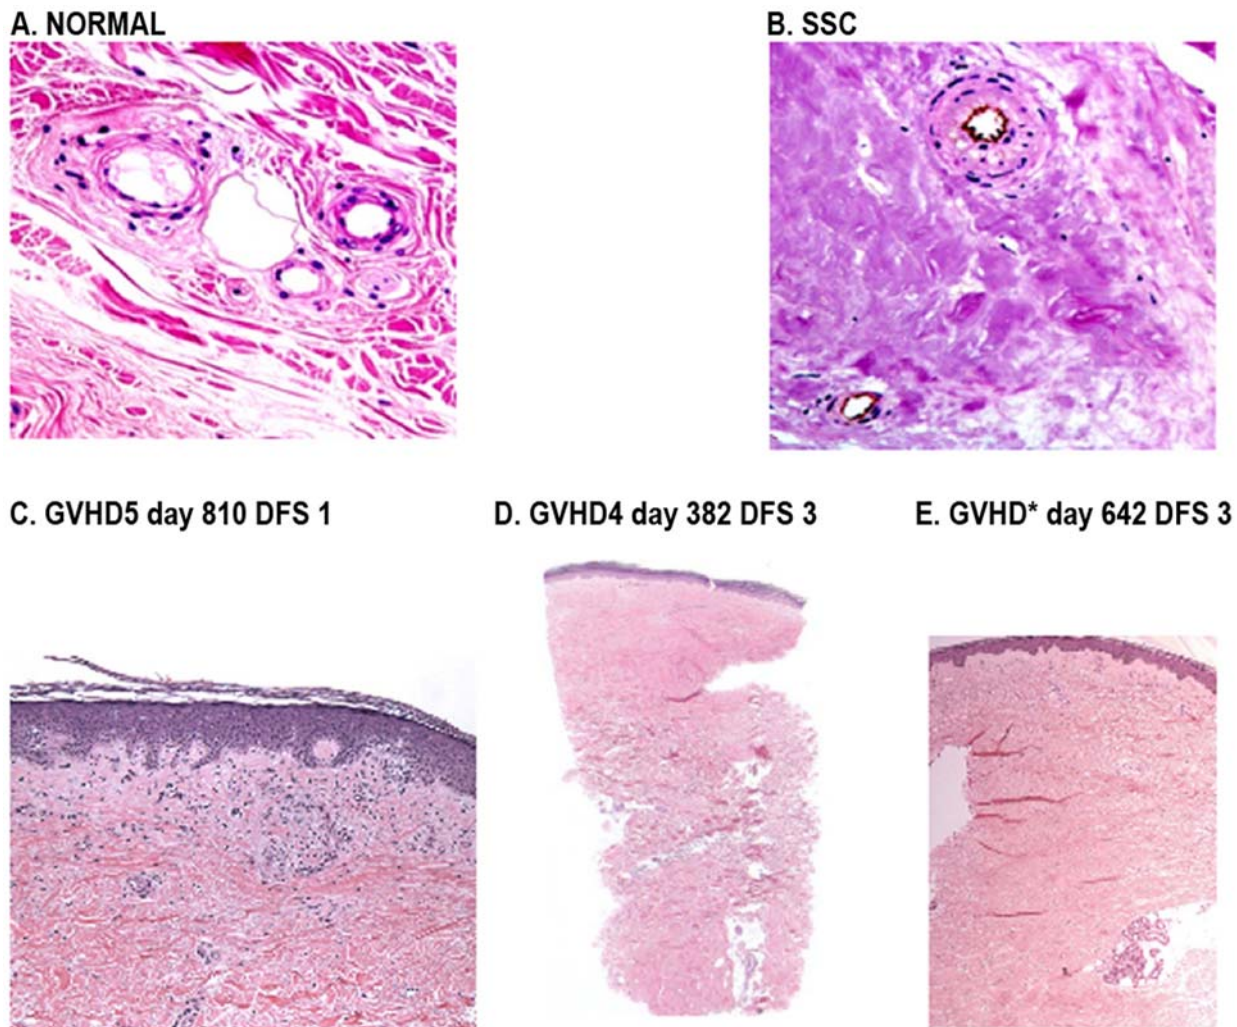 A. NORMAL
B. SSC
C. GVHD5 day 810 DFS 1
D. GVHD4 day 382 DFS 3
E. GVHD* day 642 DFS 3